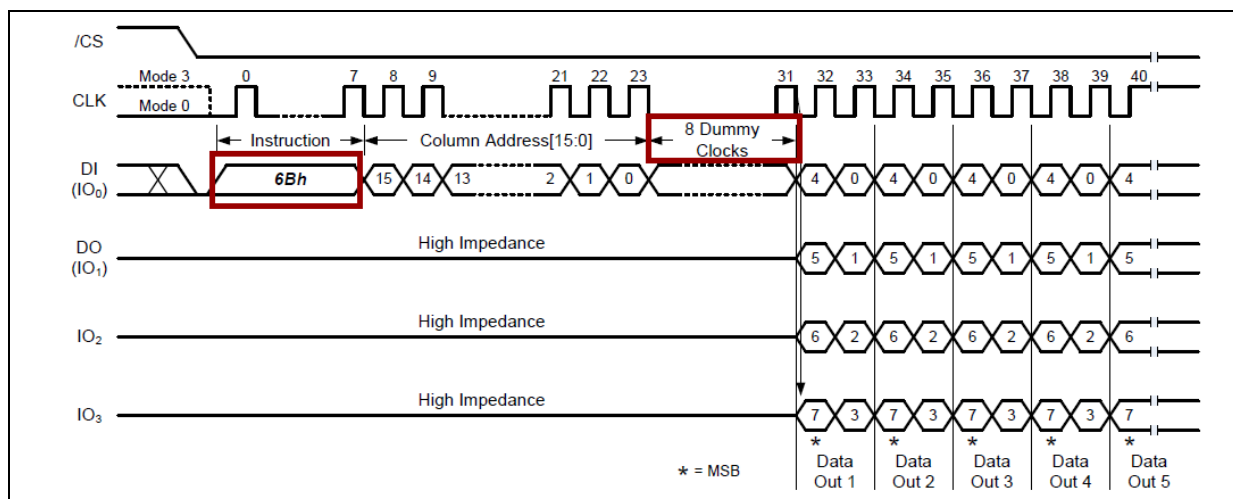 /CS
Mode 3 0 7 8 9 21 22 23 31 32 33 34 35 36 37 38 39 40
CLK
Mode 0
Instruction Column Address[15:0] 8 Dummy
Clocks
DI
(IO0)
6Bh 15 14 13 2 1 0 4 0 4 0 4 0 4 0 4
High Impedance
DO
(IO1)
5 1 5 1 5 1 5 1 5
High Impedance
IO2 6 2 6 2 6 2 6 2 6
High Impedance
IO3 7 3 7 3 7 3 7 3 7
* * * * *
* = MSB
Data Data Data Data Data
Out 1 Out 2 Out 3 Out 4 Out 5